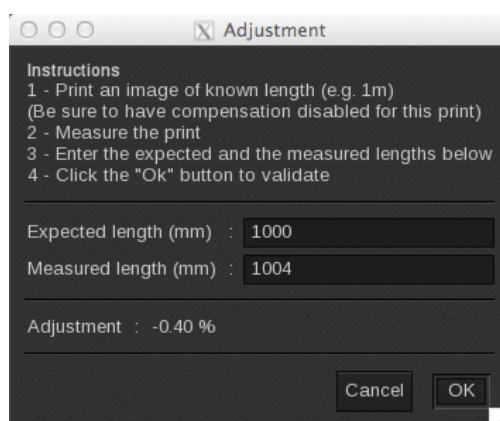 Adjustment
Instructions
1 - Print an image of known length (e.g. 1m)
(Be sure to have compensation disabled for this print)
2 - Measure the print
3 - Enter the expected and the measured lengths below
4 - Click the "Ok" button to validate
Expected length (mm) : 1000
Measured length (mm) : 1004
Adjustment : -0.40 %
Cancel OK